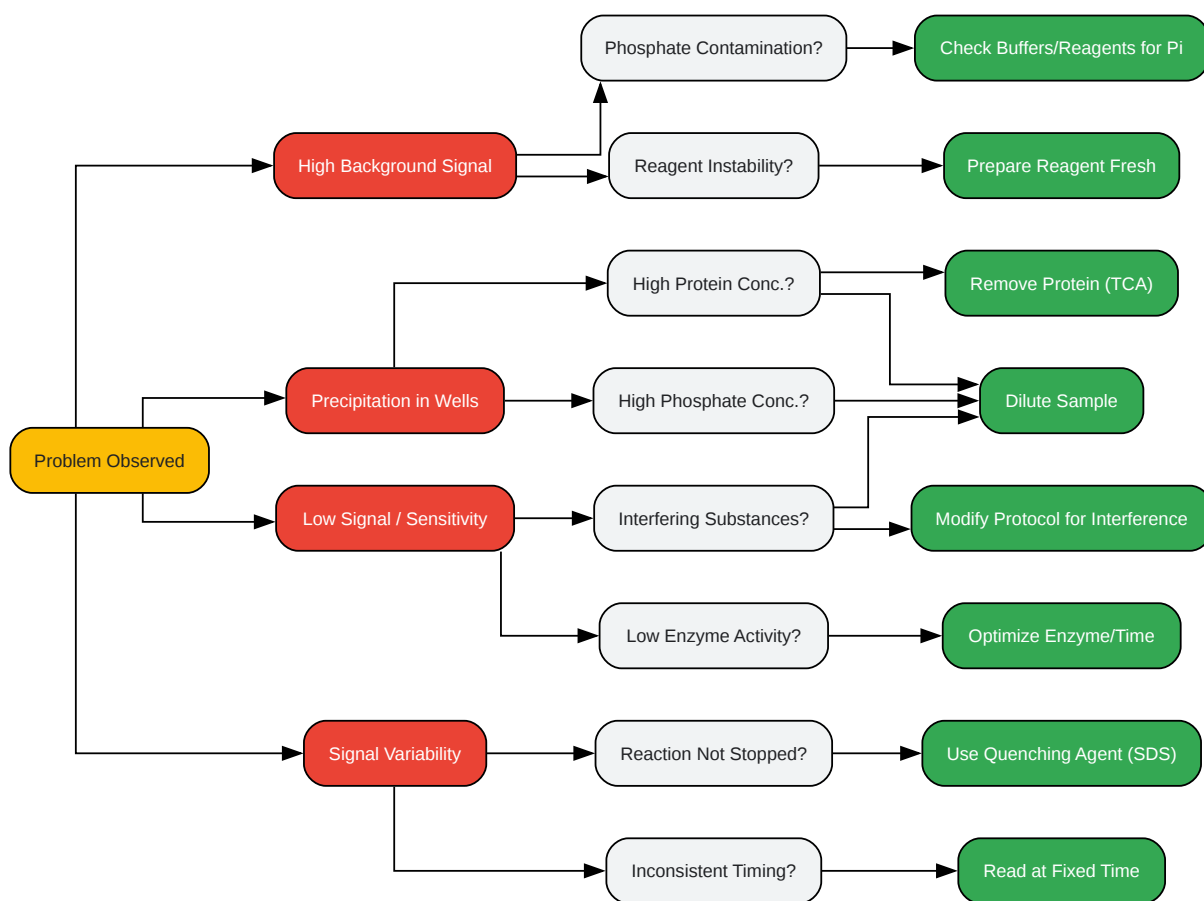 Phosphate Contamination?
Check Buffers/Reagents for Pi
High Background Signal
Reagent Instability?
Prepare Reagent Fresh
High Protein Conc.?
Remove Protein (TCA)
Precipitation in Wells
High Phosphate Conc.?
Dilute Sample
Problem Observed
Low Signal / Sensitivity
Interfering Substances?
Modify Protocol for Interference
Low Enzyme Activity?
Optimize Enzyme/Time
Signal Variability
Reaction Not Stopped?
Use Quenching Agent (SDS)
Inconsistent Timing?
Read at Fixed Time